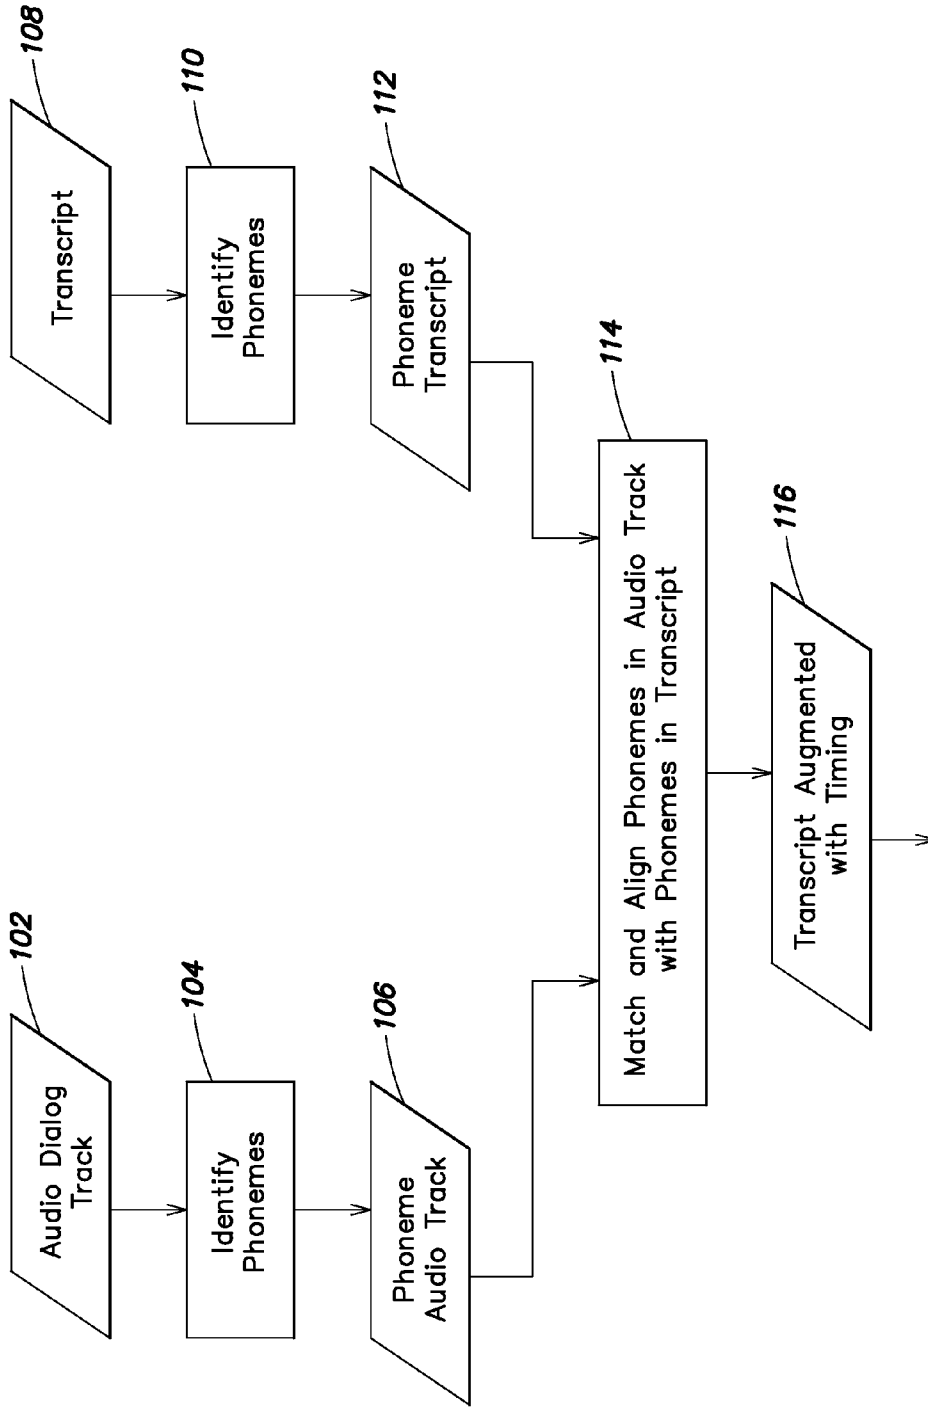 102
Audio Dialog
Track
104
Identify
Phonemes
106
Phoneme
Audio Track
108
Transcript
110
Identify
Phonemes
112
Phoneme
Transcript
114
Match and Align Phonemes in Audio Track
with Phonemes in Transcript
116
Transcript Augmented
with Timing